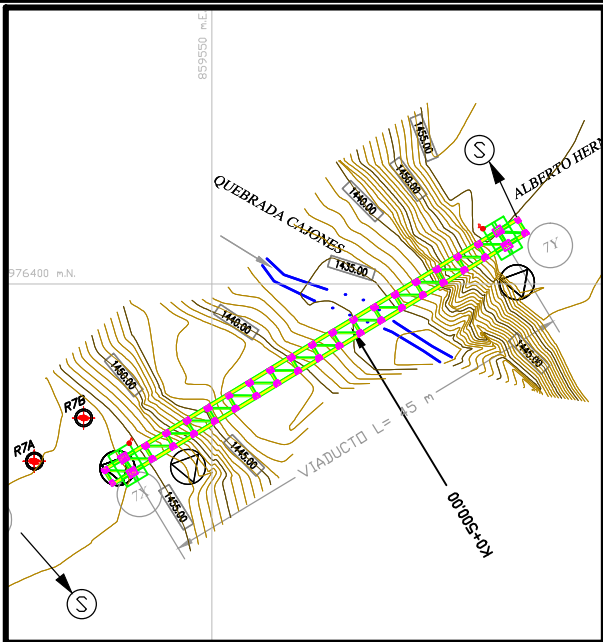 859550 m.E.
1455.00
S
1450.00
ALBERTO HERN
1440.00
QUEBRADA CAJONES
7Y
1435.00
976400 m.N.
1440.00
1445.00
1450.00
R7B
R7A
1445.00
VIADUCTO L= 45 m
7X
1455.00
K0+500.00
S